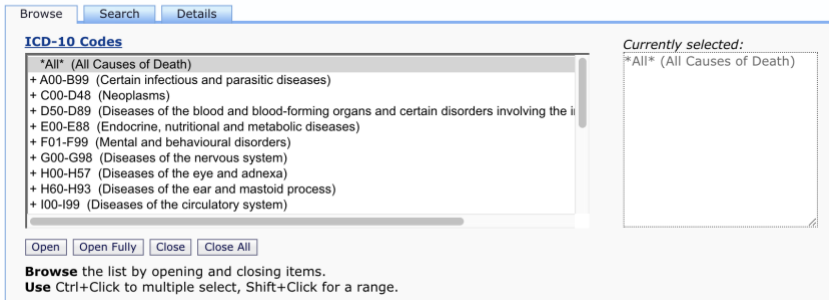 Browse Search Details
ICD-10 Codes
Currently selected:
*All* (All Causes of Death)
*All* (All Causes of Death)
+ A00-B99 (Certain infectious and parasitic diseases)
+ C00-D48 (Neoplasms)
+ D50-D89 (Diseases of the blood and blood-forming organs and certain disorders involving the i
+ E00-E88 (Endocrine, nutritional and metabolic diseases)
+ F01-F99 (Mental and behavioural disorders)
+ G00-G98 (Diseases of the nervous system)
+ H00-H57 (Diseases of the eye and adnexa)
+ H60-H93 (Diseases of the ear and mastoid process)
+ I00-I99 (Diseases of the circulatory system)
Open Open Fully Close Close All
Browse the list by opening and closing items.
Use Ctrl+Click to multiple select, Shift+Click for a range.